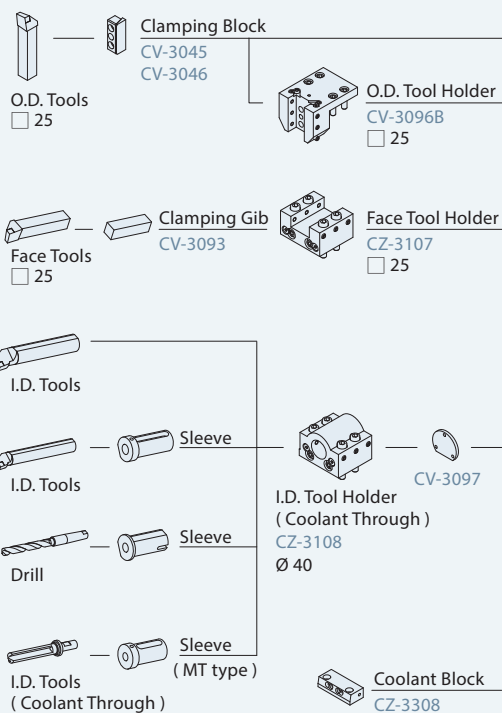 Clamping Block
CV-3045
CV-3046
O.D. Tools
□ 25
O.D. Tool Holder
CV-3096B
□ 25
Clamping Gib
CV-3093
Face Tools
□ 25
Face Tool Holder
CZ-3107
□ 25
I.D. Tools
Sleeve
I.D. Tools
CV-3097
I.D. Tool Holder
( Coolant Through )
CZ-3108
Ø 40
Sleeve
Drill
Sleeve
( MT type )
I.D. Tools
( Coolant Through )
Coolant Block
CZ-3308